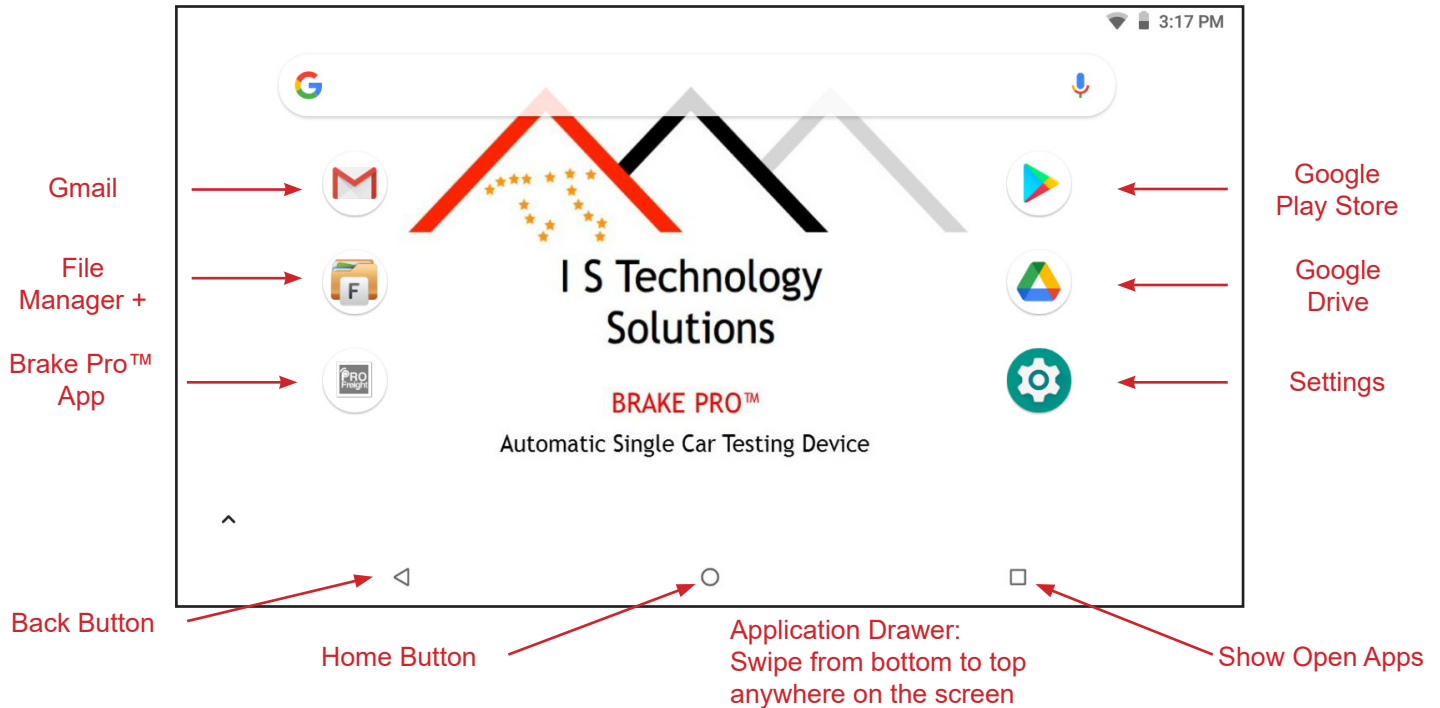 3:17 PM
G
Gmail
Google
Play Store
File
Manager +
F
I S Technology
Solutions
Google
Drive
Brake Pro™
App
PRO
Freight
BRAKE PRO™
Automatic Single Car Testing Device
Settings
Back Button
Home Button
Application Drawer:
Swipe from bottom to top
anywhere on the screen
Show Open Apps